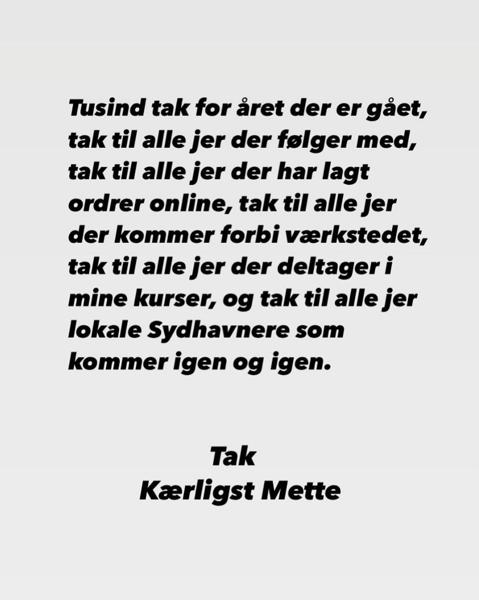 Tusind tak for året der er gået,
tak til alle jer der følger med,
tak til alle jer der har lagt
ordrer online, tak til alle jer
der kommer forbi værkstedet,
tak til alle jer der deltager i
mine kurser, og tak til alle jer
lokale Sydhavnere som
kommer igen og igen.
Tak
Kærligst Mette